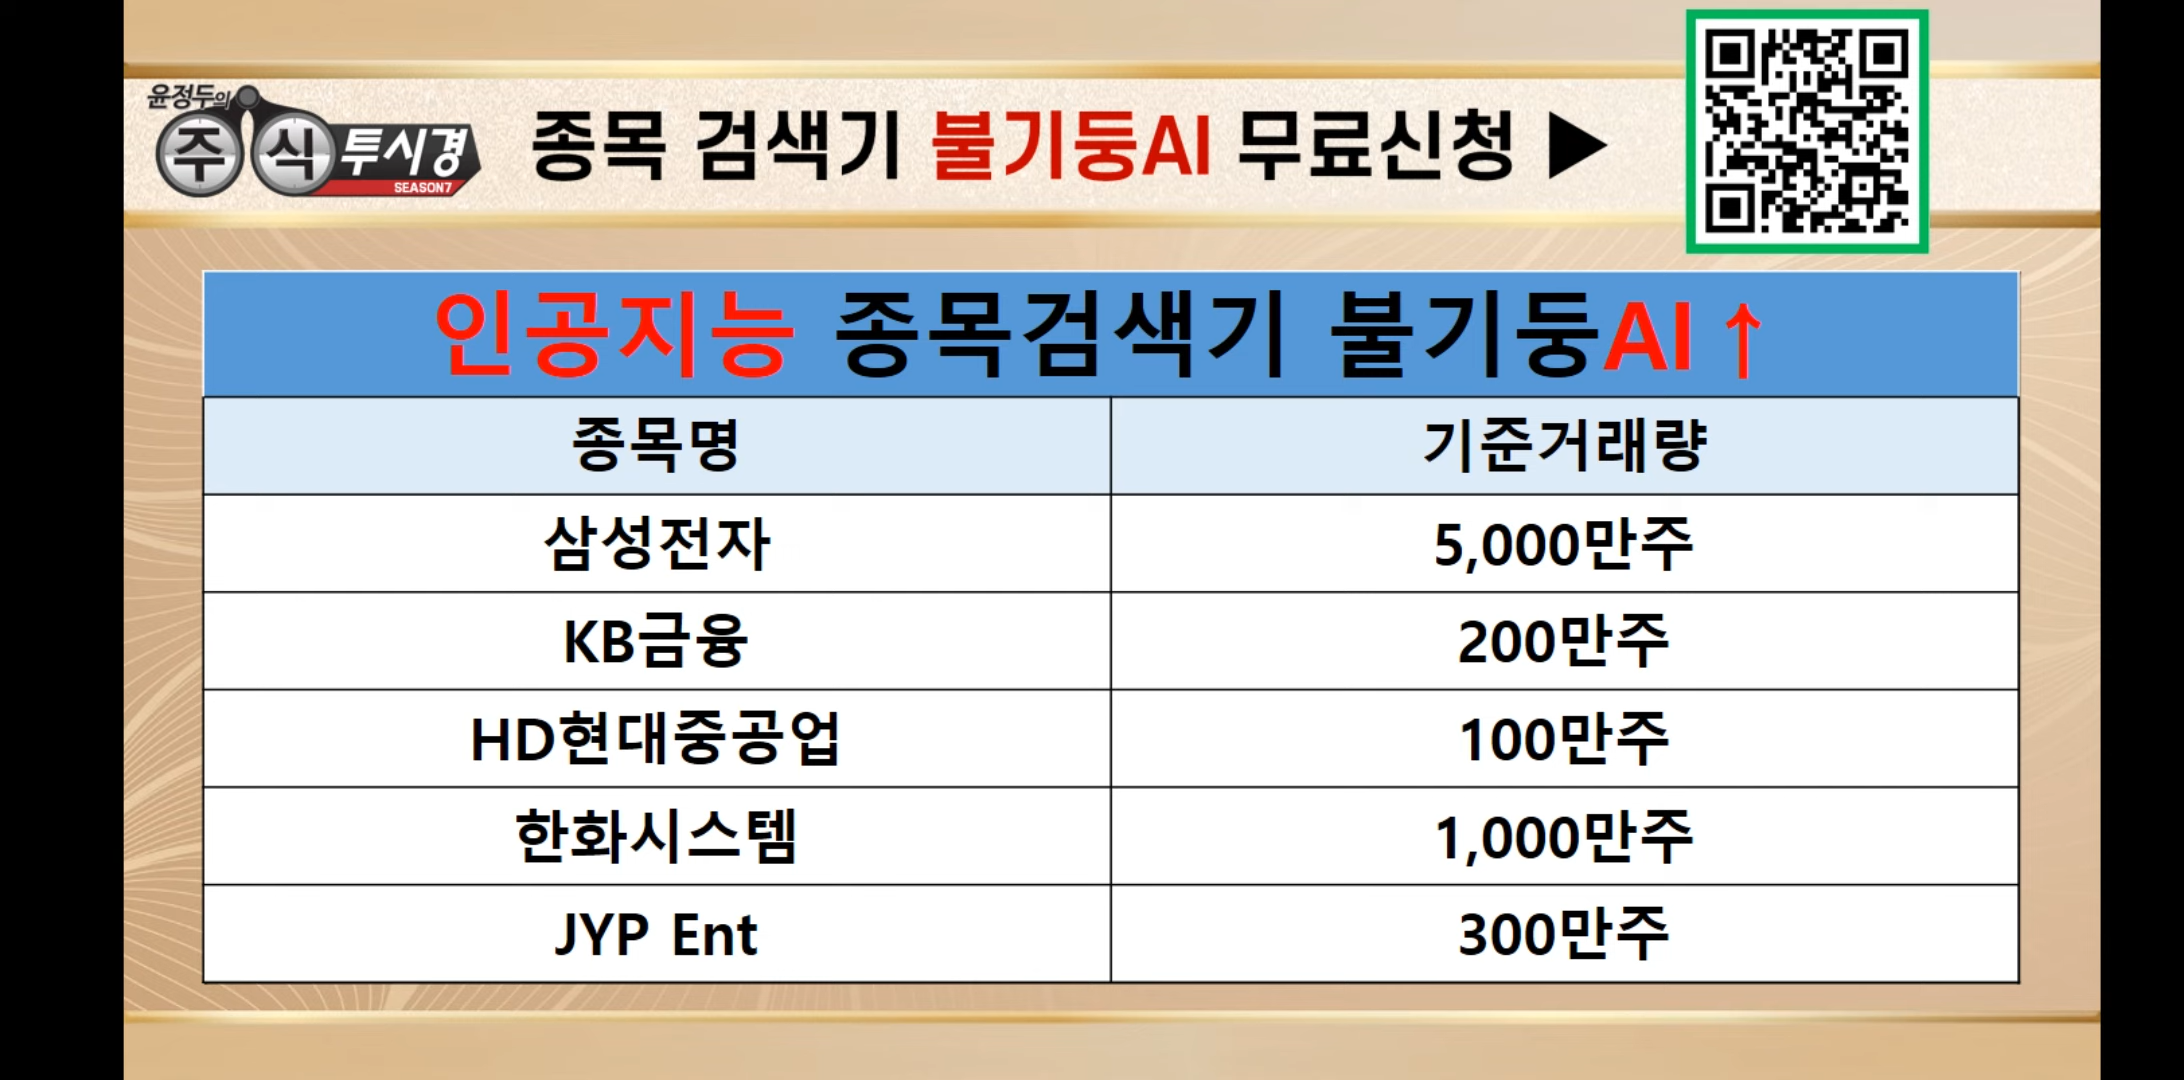 윤정두의
주식투시경
SEASON7
종목 검색기 불기둥AI 무료신청 ▶
인공지능 종목검색기 불기둥AI↑
종목명 기준거래량
삼성전자 5,000만주
KB금융 200만주
HD현대중공업 100만주
한화시스템 1,000만주
JYP Ent 300만주